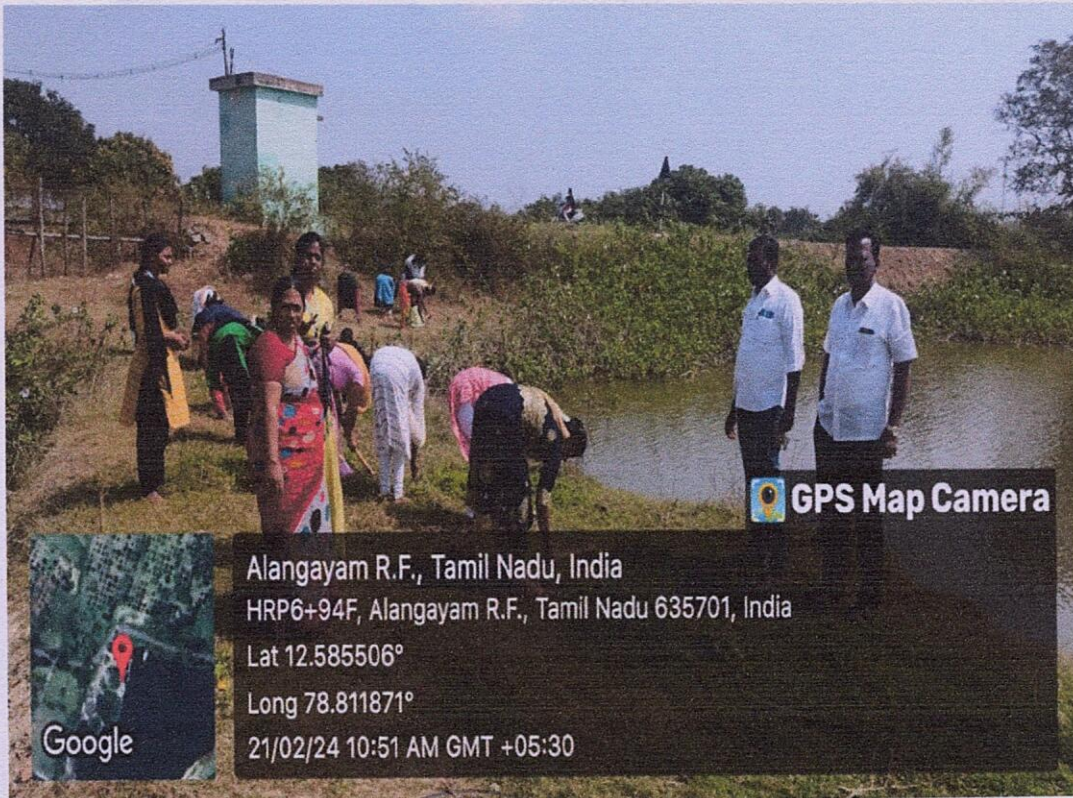 GPS Map Camera
Alangayam R.F., Tamil Nadu, India
HRP6+94F, Alangayam R.F., Tamil Nadu 635701, India
Lat 12.585506°
Long 78.811871°
21/02/24 10:51 AM GMT +05:30
Google